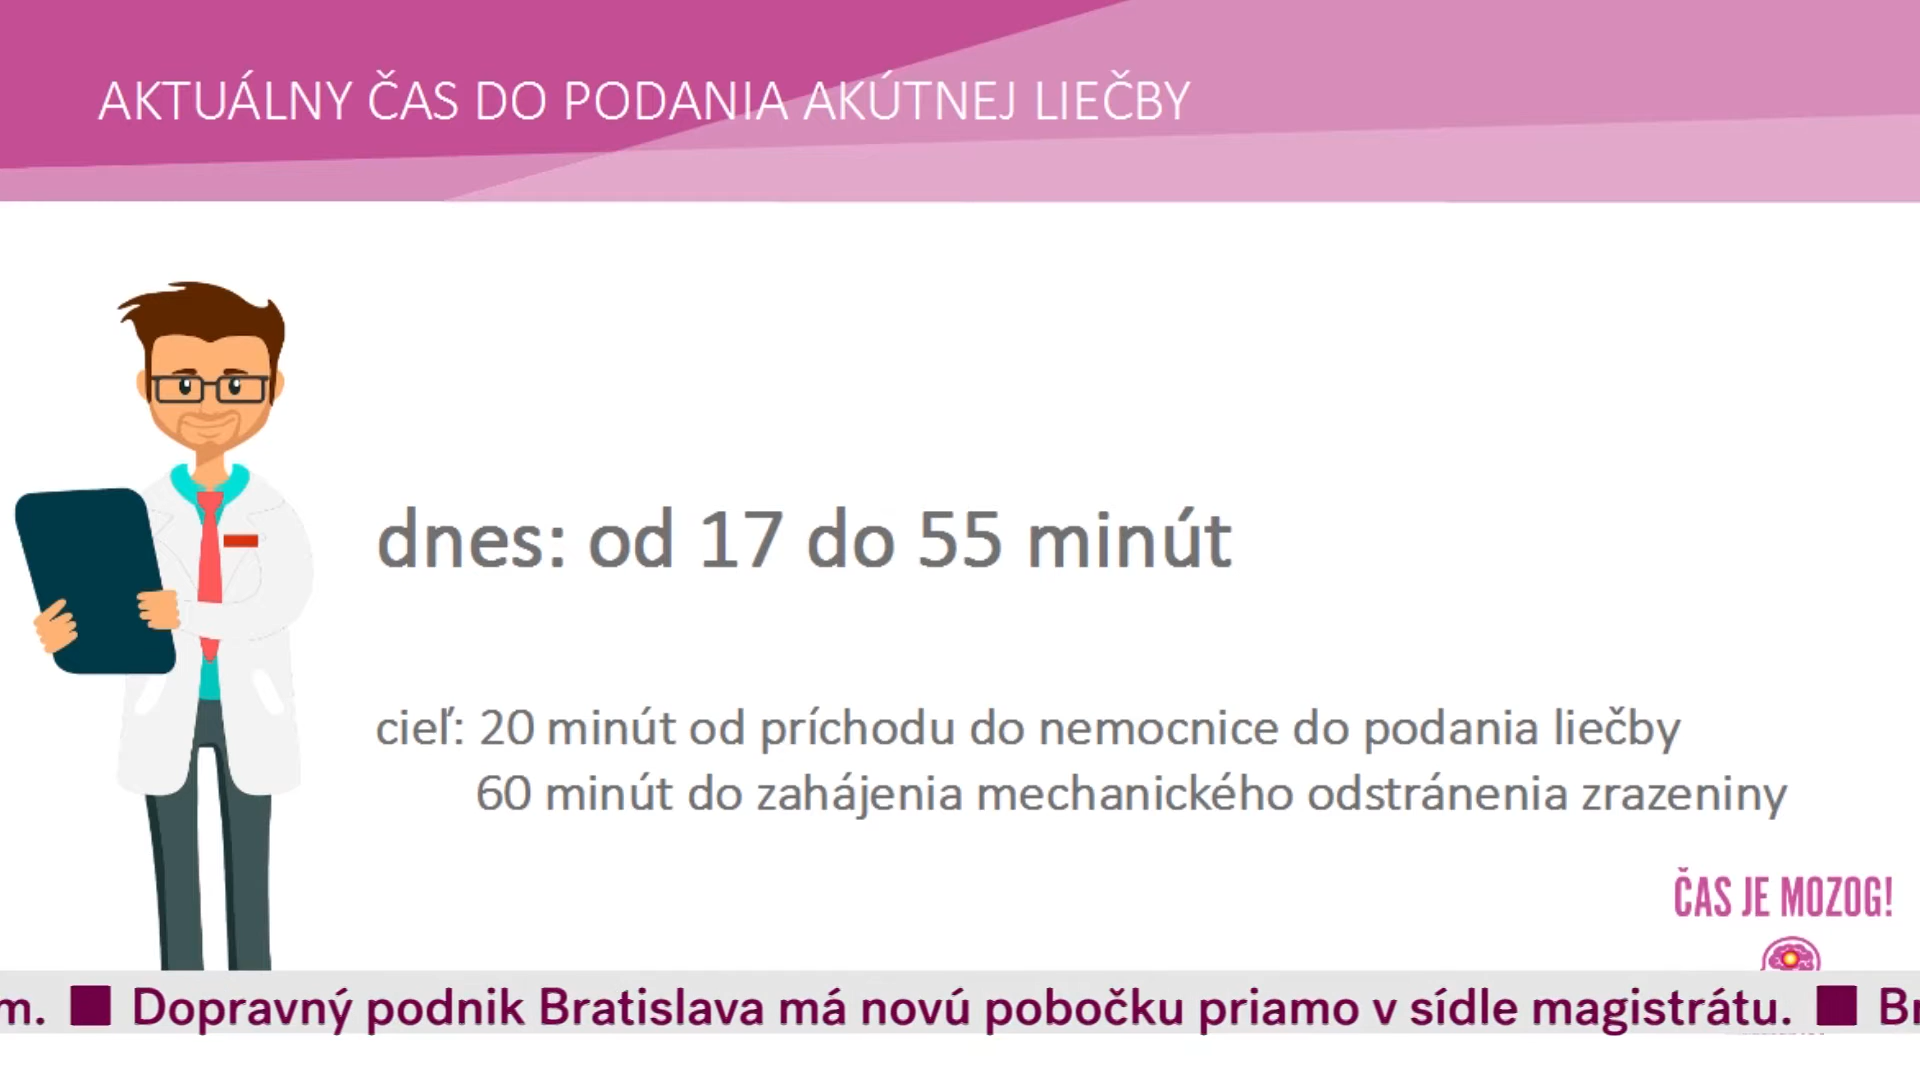 AKTUÁLNY ČAS DO PODANIA AKÚTNEJ LIEČBY
dnes: od 17 do 55 minút
cieľ: 20 minút od príchodu do nemocnice do podania liečby
60 minút do zahájenia mechanického odstránenia zrazeniny
ČAS JE MOZOG!
m. ■ Dopravný podnik Bratislava má novú pobočku priamo v sídle magistrátu. ■ Br